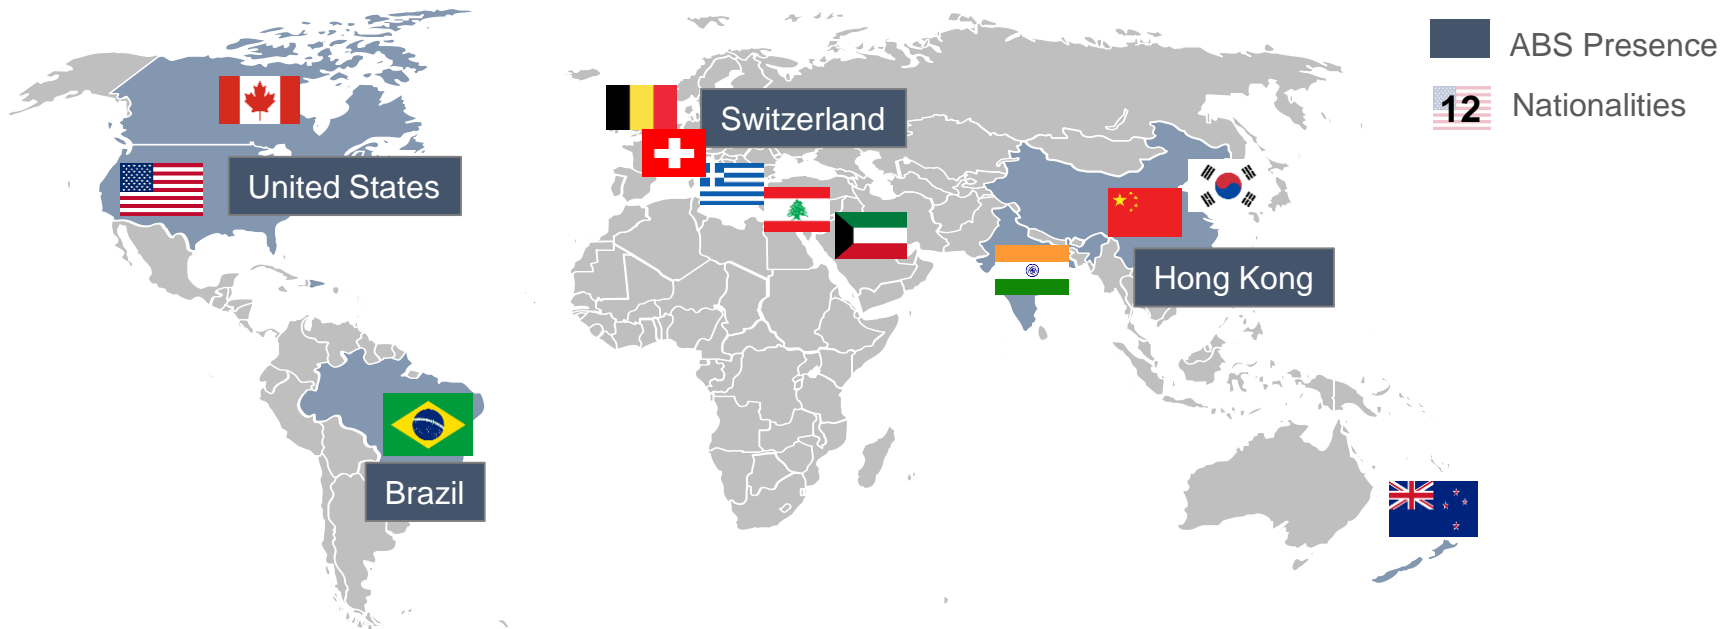 ABS Presence
12 Nationalities
Switzerland
United States
Hong Kong
Brazil